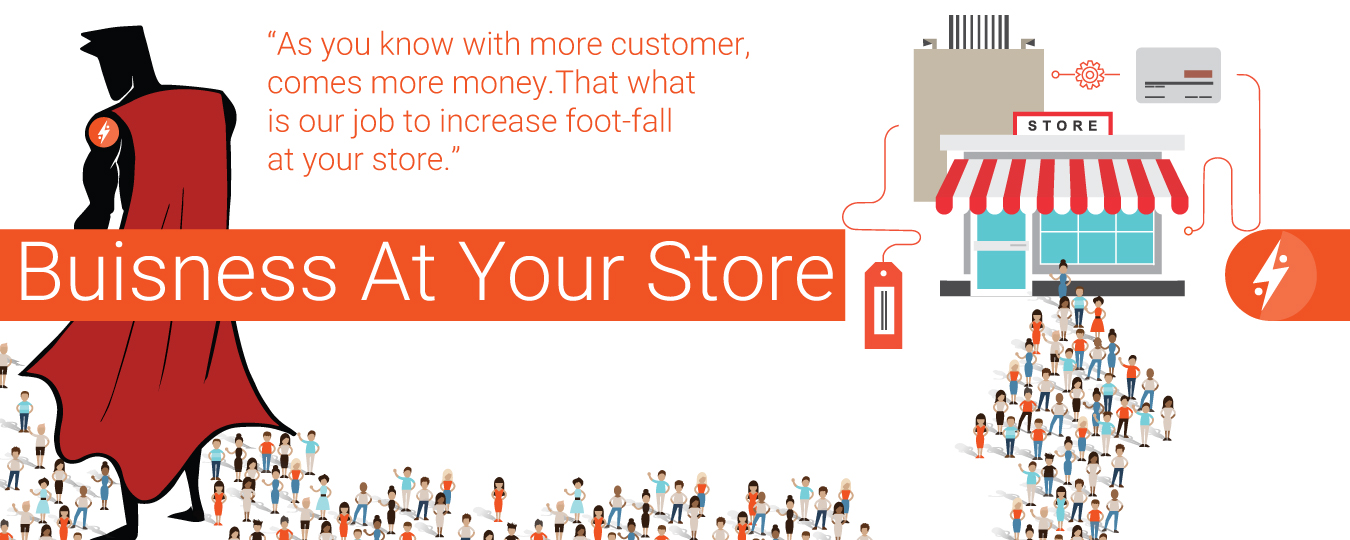 “As you know with more customer,
comes more money.That what
is our job to increase foot-fall
at your store.”
STORE
Buisness At Your Store